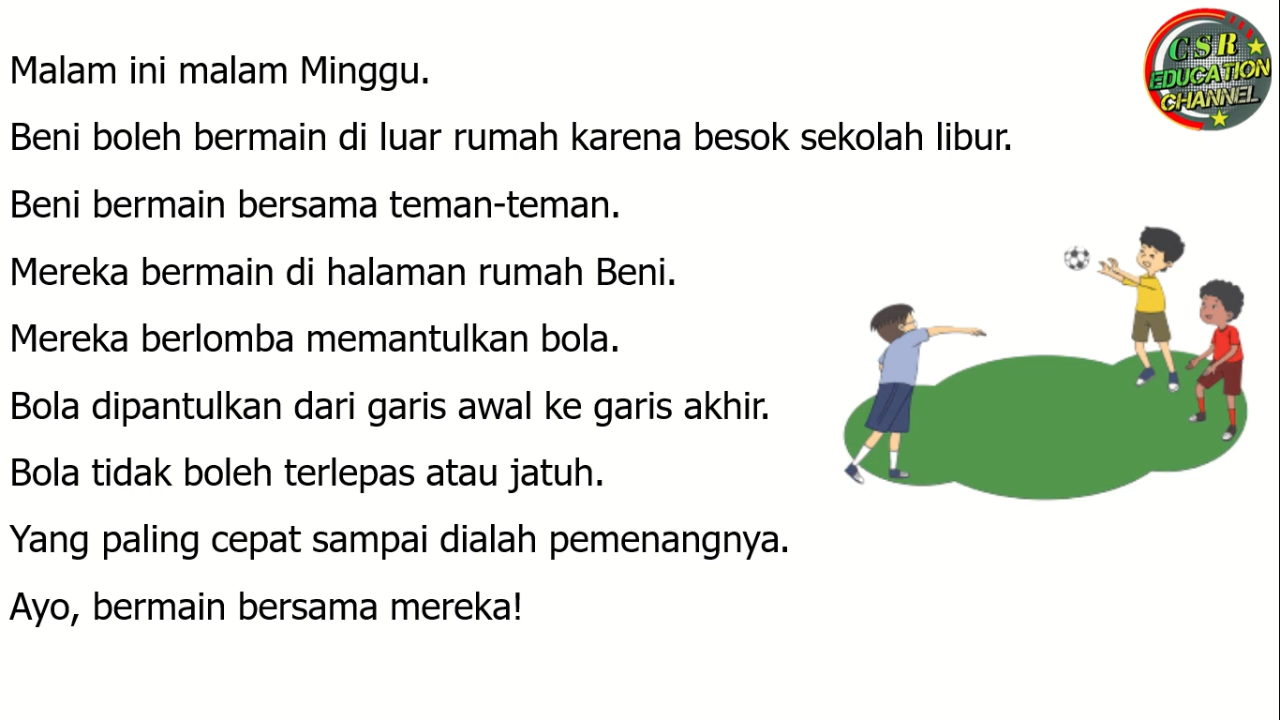 Malam ini malam Minggu.
Beni boleh bermain di luar rumah karena besok sekolah libur.
Beni bermain bersama teman-teman.
Mereka bermain di halaman rumah Beni.
Mereka berlomba memantulkan bola.
Bola dipantulkan dari garis awal ke garis akhir.
Bola tidak boleh terlepas atau jatuh.
Yang paling cepat sampai dialah pemenangnya.
Ayo, bermain bersama mereka!
CSR
EDUCATION
CHANNEL